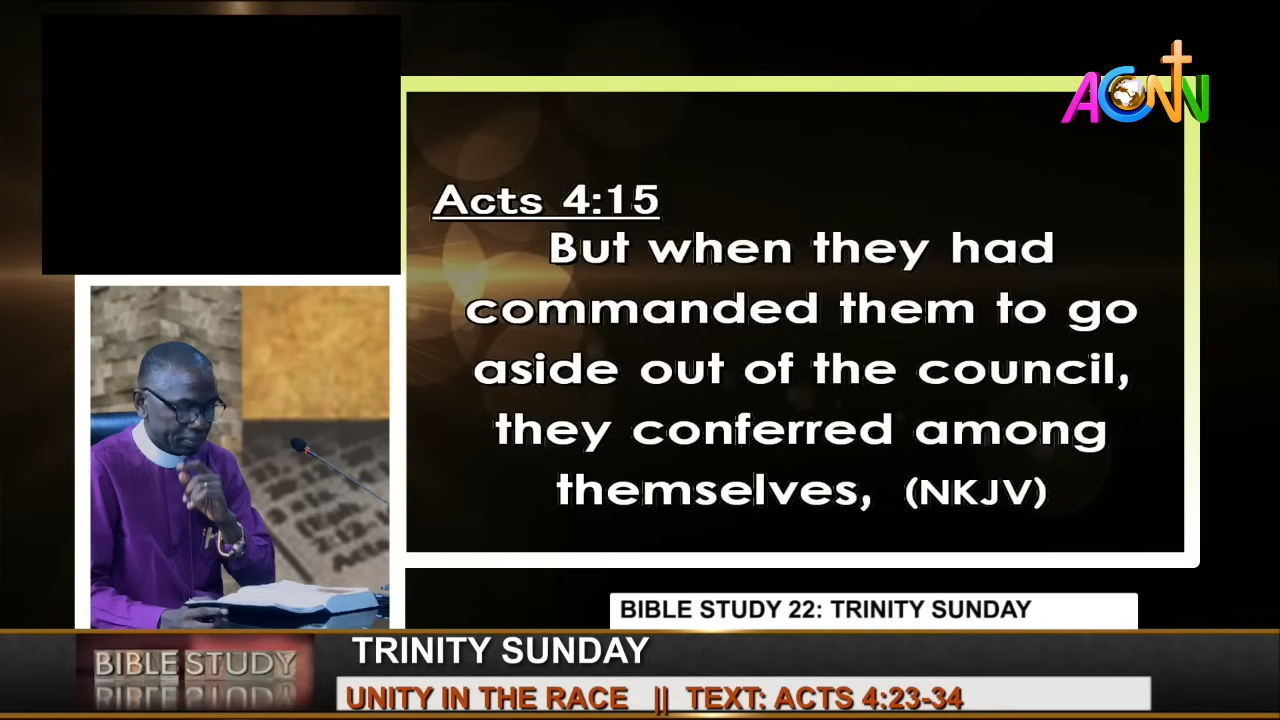 ACNN
Acts 4:15
But when they had
commanded them to go
aside out of the council,
they conferred among
themselves, (NKJV)
BIBLE STUDY 22: TRINITY SUNDAY
TRINITY SUNDAY
BIBLE STUDY
UNITY IN THE RACE || TEXT: ACTS 4:23-34